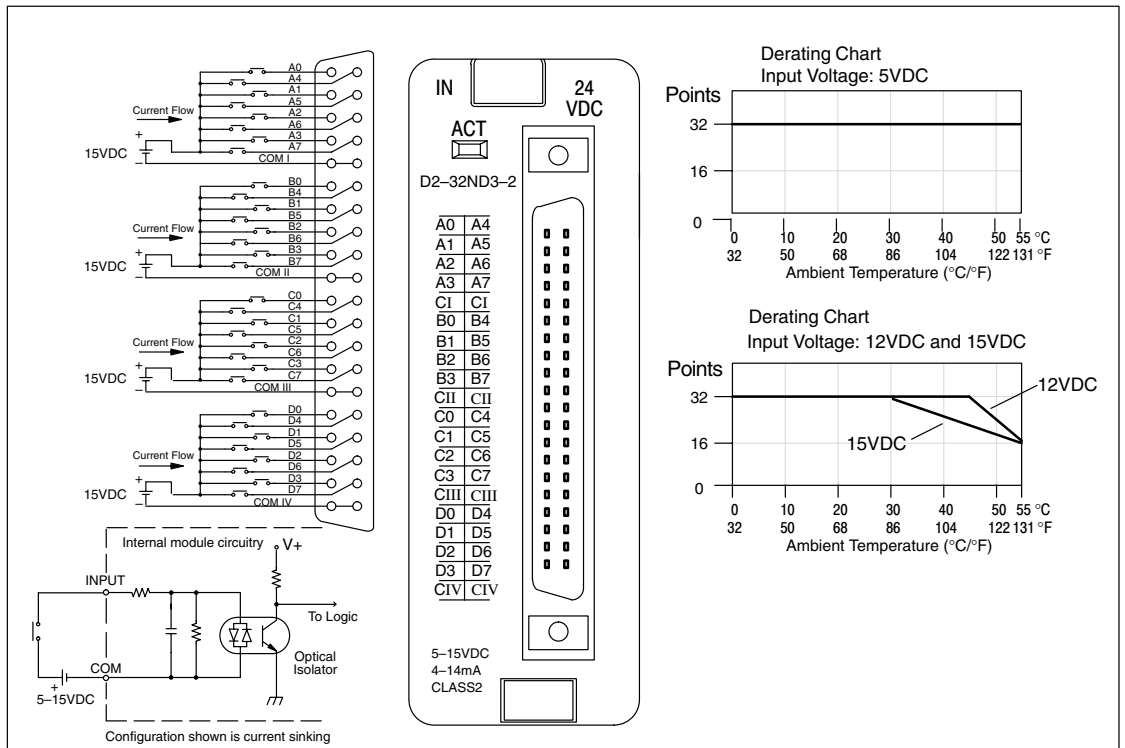 A0
A4
A1
A5
A2
A6
A3
A7
COM I
Current Flow
+
15VDC
–
B0
B4
B1
B5
B2
B6
B3
B7
COM II
Current Flow
+
15VDC
–
C0
C4
C1
C5
C2
C6
C3
C7
COM III
Current Flow
+
15VDC
–
D0
D4
D1
D5
D2
D6
D3
D7
COM IV
Current Flow
+
15VDC
–
Internal module circuitry
V+
INPUT
To Logic
Optical
Isolator
COM
+
5–15VDC
Configuration shown is current sinking
IN 24
VDC
ACT
D2–32ND3–2
A0 A4
A1 A5
A2 A6
A3 A7
CI CI
B0 B4
B1 B5
B2 B6
B3 B7
CII CII
C0 C4
C1 C5
C2 C6
C3 C7
CIII CIII
D0 D4
D1 D5
D2 D6
D3 D7
CIV CIV
5–15VDC
4–14mA
CLASS2
Derating Chart
Input Voltage: 5VDC
Points
32
16
0
0 10 20 30 40 50 55 °C
32 50 68 86 104 122 131 °F
Ambient Temperature (°C/°F)
Derating Chart
Input Voltage: 12VDC and 15VDC
Points
32
12VDC
16
15VDC
0
0 10 20 30 40 50 55 °C
32 50 68 86 104 122 131 °F
Ambient Temperature (°C/°F)